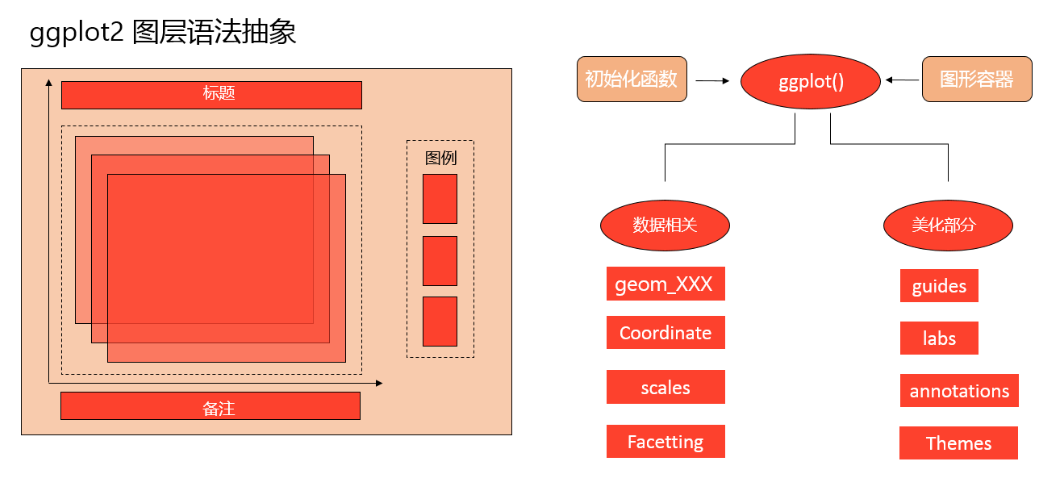 ggplot2 图层语法抽象
标题
图例
备注
初始化函数
ggplot()
图形容器
数据相关
美化部分
geom_XXX
Coordinate
scales
Facetting
guides
labs
annotations
Themes